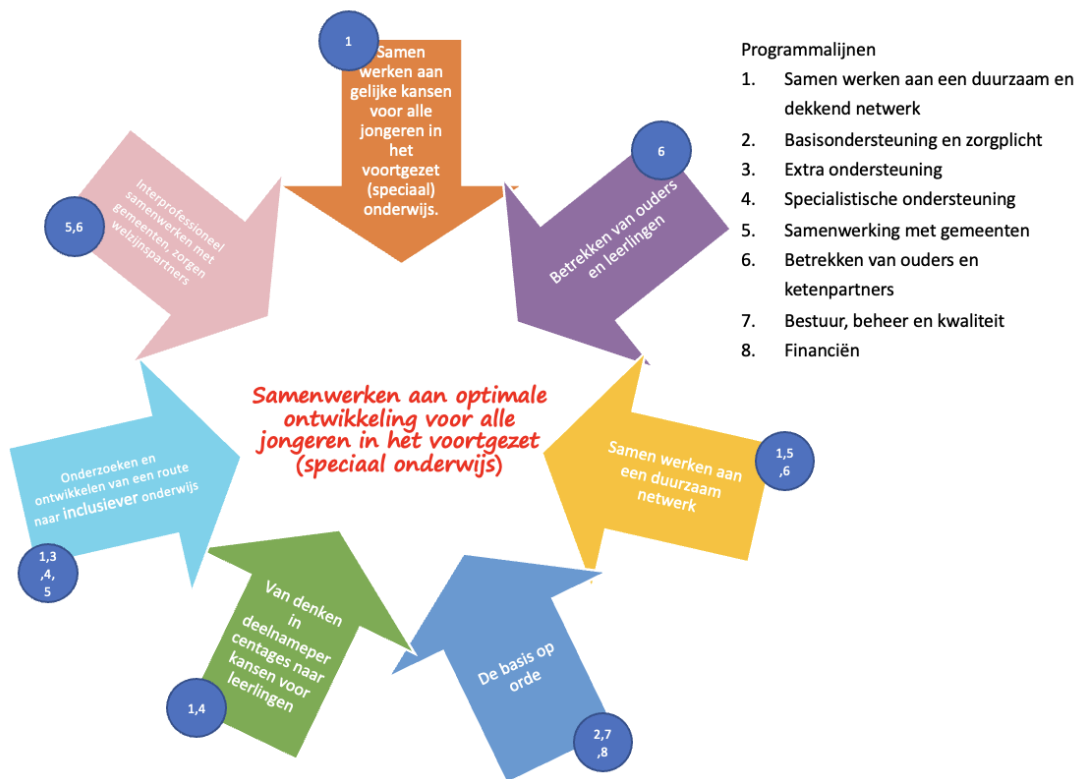 1
Samen
werken aan
gelijke kansen
voor alle
jongeren in
het
voortgezet
(speciaal)
onderwijs.
6
Betrekken van ouders
en leerlingen
1,5
,6
Samen werken aan
een duurzaam
netwerk
2,7
,8
De basis op
orde
1,4
Van denken
in
deelnameper
centages naar
kansen voor
leerlingen
1,3
,4,
5
Onderzoeken en
ontwikkelen van een route
naar inclusiever onderwijs
5,6
Interprofessioneel
samenwerken met
gemeenten, zorgen
welzijnspartners
Samenwerken aan optimale
ontwikkeling voor alle
jongeren in het voortgezet
(speciaal onderwijs)
Programmalijnen
1. Samen werken aan een duurzaam en
dekkend netwerk
2. Basisondersteuning en zorgplicht
3. Extra ondersteuning
4. Specialistische ondersteuning
5. Samenwerking met gemeenten
6. Betrekken van ouders en
ketenpartners
7. Bestuur, beheer en kwaliteit
8. Financiën